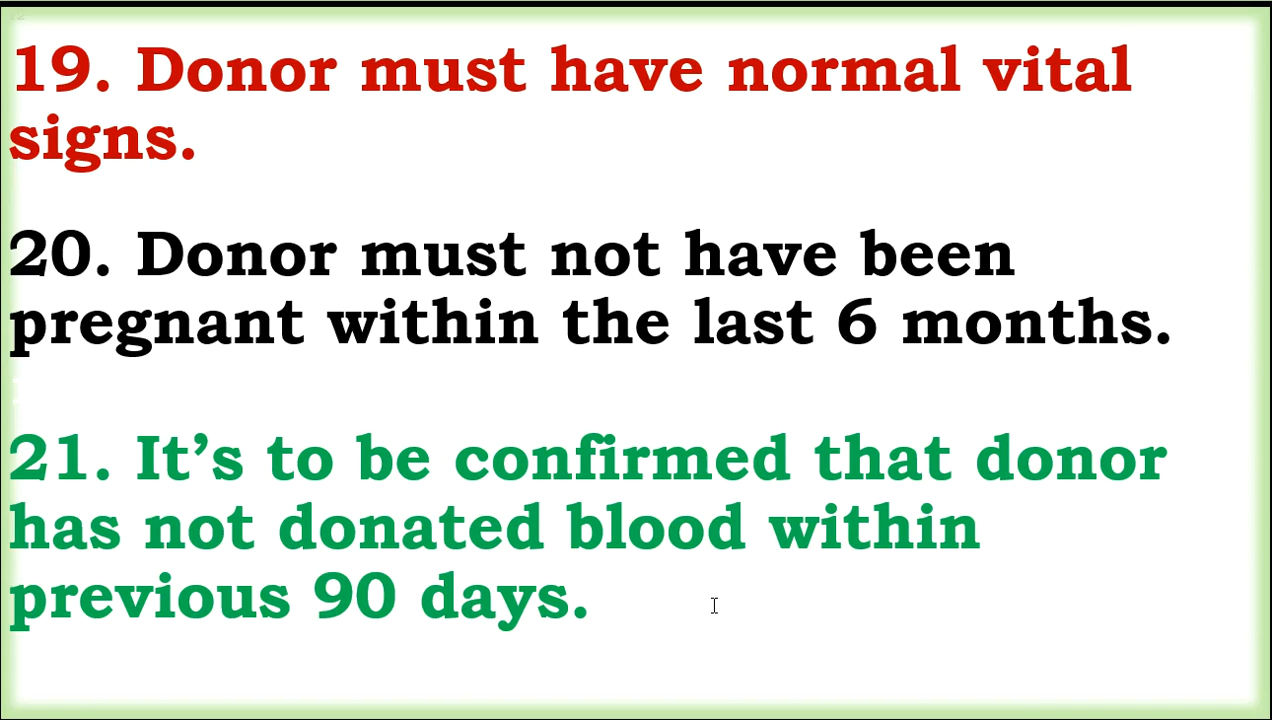 19. Donor must have normal vital
signs.
20. Donor must not have been
pregnant within the last 6 months.
21. It’s to be confirmed that donor
has not donated blood within
previous 90 days.